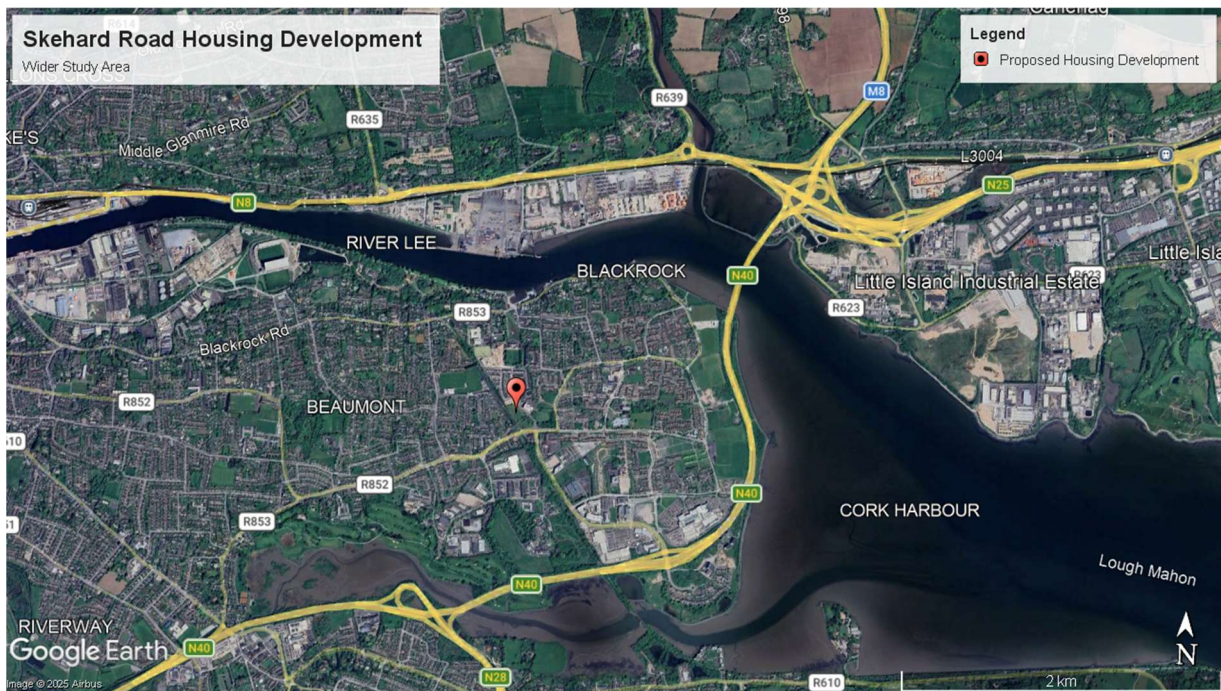 Skehard Road Housing Development
Wider Study Area
Legend
Proposed Housing Development
R614
R639
M8
R635
Middle Glanmire Rd
L3004
N25
N8
RIVER LEE
BLACKROCK
N40
Little Island Industrial Estate
R623
R623
R853
Blackrock Rd
R852
BEAUMONT
R852
N40
R853
CORK HARBOUR
Lough Mahon
N40
RIVERWAY
N40
N28
R610
Google Earth
Image © 2025 Airbus
N
2 km